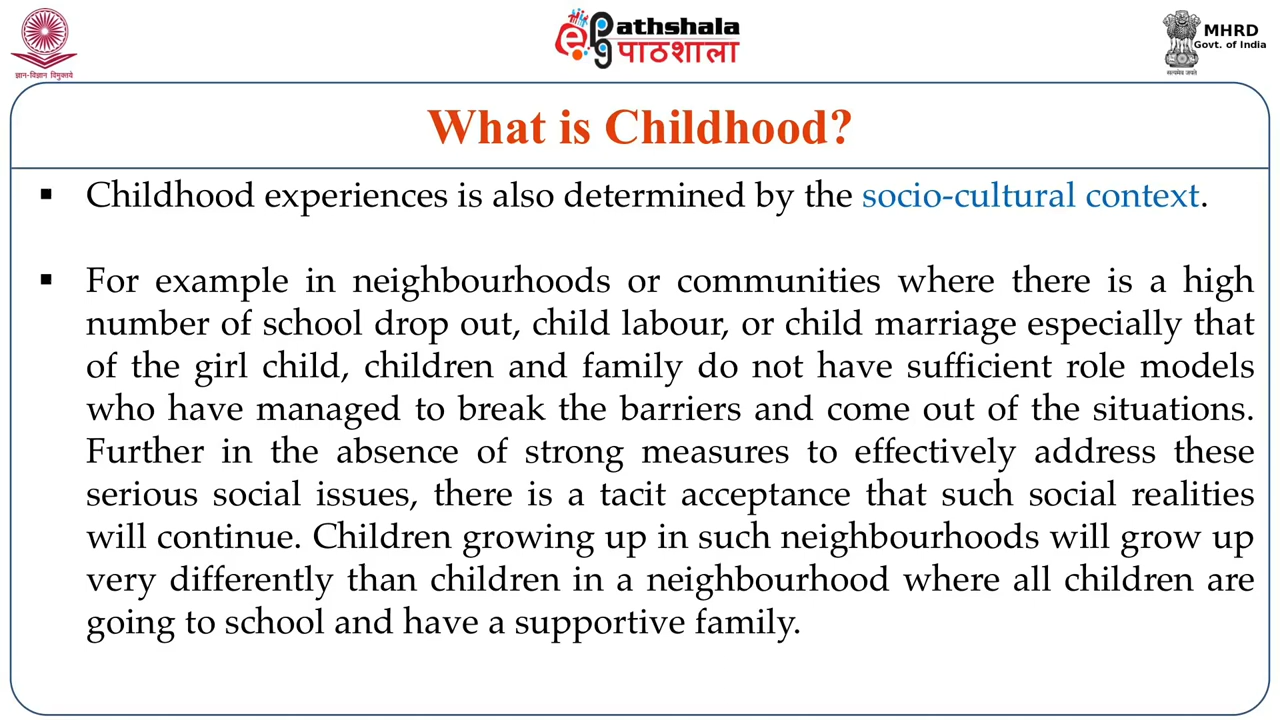 ज्ञान-विज्ञान विमुक्तये
ePG Pathshala
पाठशाला
MHRD
Govt. of India
सत्यमेव जयते
What is Childhood?
▪ Childhood experiences is also determined by the socio-cultural context.
▪ For example in neighbourhoods or communities where there is a high
number of school drop out, child labour, or child marriage especially that
of the girl child, children and family do not have sufficient role models
who have managed to break the barriers and come out of the situations.
Further in the absence of strong measures to effectively address these
serious social issues, there is a tacit acceptance that such social realities
will continue. Children growing up in such neighbourhoods will grow up
very differently than children in a neighbourhood where all children are
going to school and have a supportive family.